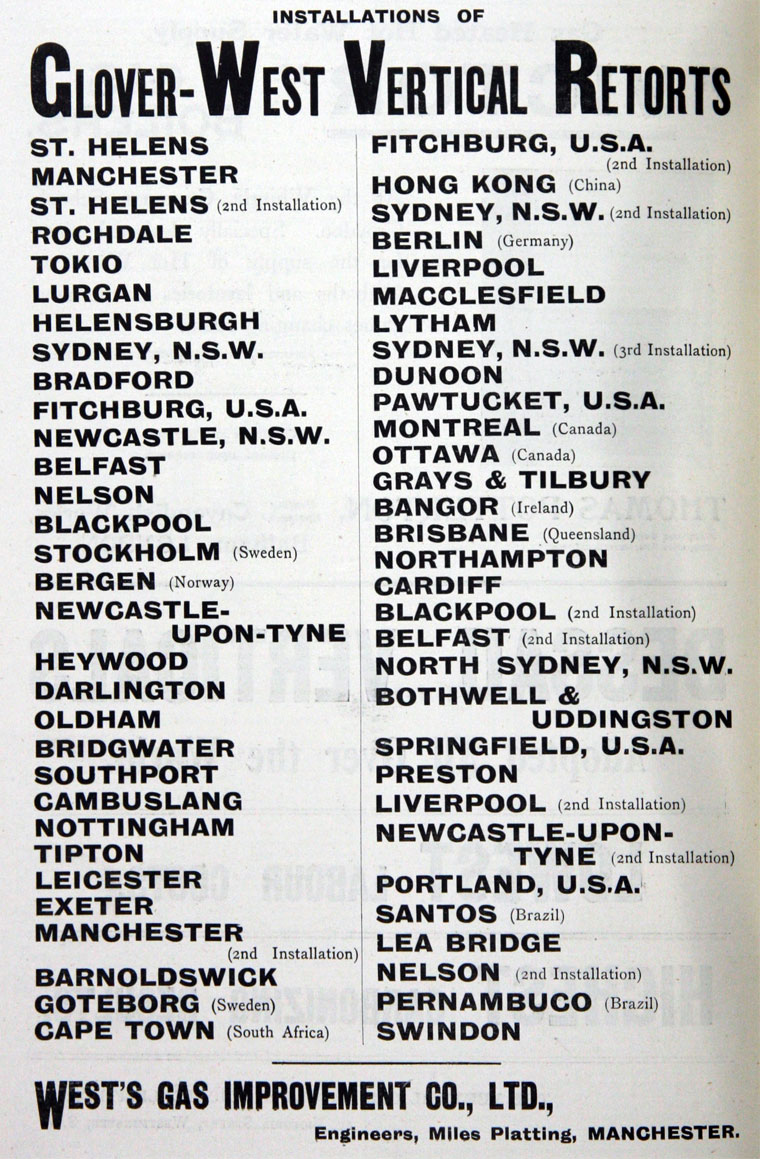 INSTALLATIONS OF
GLOVER-WEST VERTICAL RETORTS
ST. HELENS
MANCHESTER
ST. HELENS (2nd Installation)
ROCHDALE
TOKIO
LURGAN
HELENSBURGH
SYDNEY, N.S.W.
BRADFORD
FITCHBURG, U.S.A.
NEWCASTLE, N.S.W.
BELFAST
NELSON
BLACKPOOL
STOCKHOLM (Sweden)
BERGEN (Norway)
NEWCASTLE-
UPON-TYNE
HEYWOOD
DARLINGTON
OLDHAM
BRIDGWATER
SOUTHPORT
CAMBUSLANG
NOTTINGHAM
TIPTON
LEICESTER
EXETER
MANCHESTER
(2nd Installation)
BARNOLDSWICK
GOTEBORG (Sweden)
CAPE TOWN (South Africa)
FITCHBURG, U.S.A.
(2nd Installation)
HONG KONG (China)
SYDNEY, N.S.W. (2nd Installation)
BERLIN (Germany)
LIVERPOOL
MACCLESFIELD
LYTHAM
SYDNEY, N.S.W. (3rd Installation)
DUNOON
PAWTUCKET, U.S.A.
MONTREAL (Canada)
OTTAWA (Canada)
GRAYS & TILBURY
BANGOR (Ireland)
BRISBANE (Queensland)
NORTHAMPTON
CARDIFF
BLACKPOOL (2nd Installation)
BELFAST (2nd Installation)
NORTH SYDNEY, N.S.W.
BOTHWELL &
UDDINGSTON
SPRINGFIELD, U.S.A.
PRESTON
LIVERPOOL (2nd Installation)
NEWCASTLE-UPON-
TYNE (2nd Installation)
PORTLAND, U.S.A.
SANTOS (Brazil)
LEA BRIDGE
NELSON (2nd Installation)
PERNAMBUCO (Brazil)
SWINDON
WEST'S GAS IMPROVEMENT CO., LTD.,
Engineers, Miles Platting, MANCHESTER.